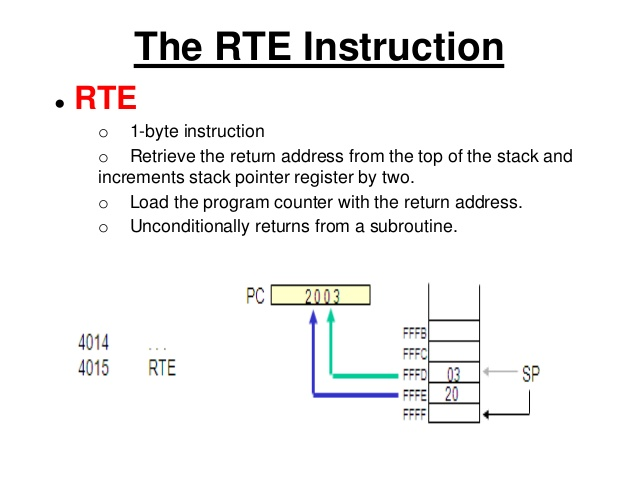 The RTE Instruction
• RTE
o 1-byte instruction
o Retrieve the return address from the top of the stack and
increments stack pointer register by two.
o Load the program counter with the return address.
o Unconditionally returns from a subroutine.
PC 2003
4014 ...
4015 RTE
FFFB
FFFC
FFFD 03 SP
FFFE 20
FFFF